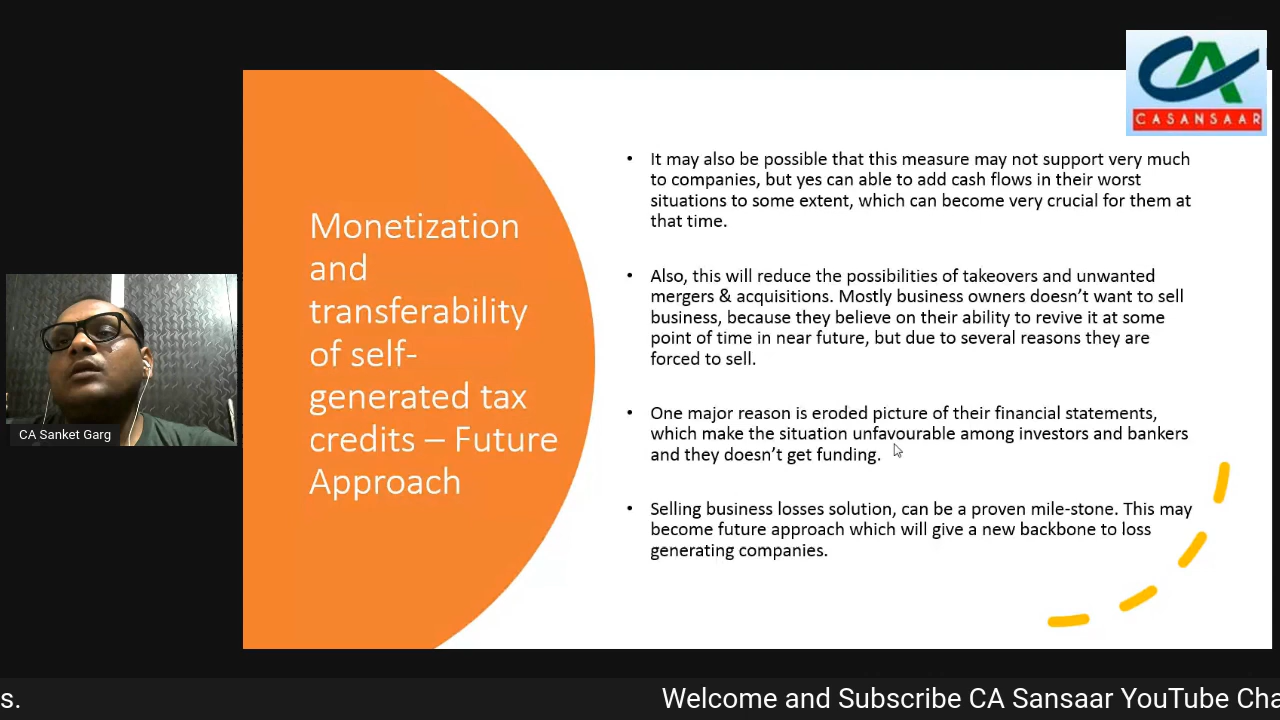 CASANSAAR
Monetization
and
transferability
of self-
generated tax
credits – Future
Approach
• It may also be possible that this measure may not support very much
to companies, but yes can able to add cash flows in their worst
situations to some extent, which can become very crucial for them at
that time.
• Also, this will reduce the possibilities of takeovers and unwanted
mergers & acquisitions. Mostly business owners doesn’t want to sell
business, because they believe on their ability to revive it at some
point of time in near future, but due to several reasons they are
forced to sell.
• One major reason is eroded picture of their financial statements,
which make the situation unfavourable among investors and bankers
and they doesn’t get funding.
• Selling business losses solution, can be a proven mile-stone. This may
become future approach which will give a new backbone to loss
generating companies.
CA Sanket Garg
s. Welcome and Subscribe CA Sansaar YouTube Cha